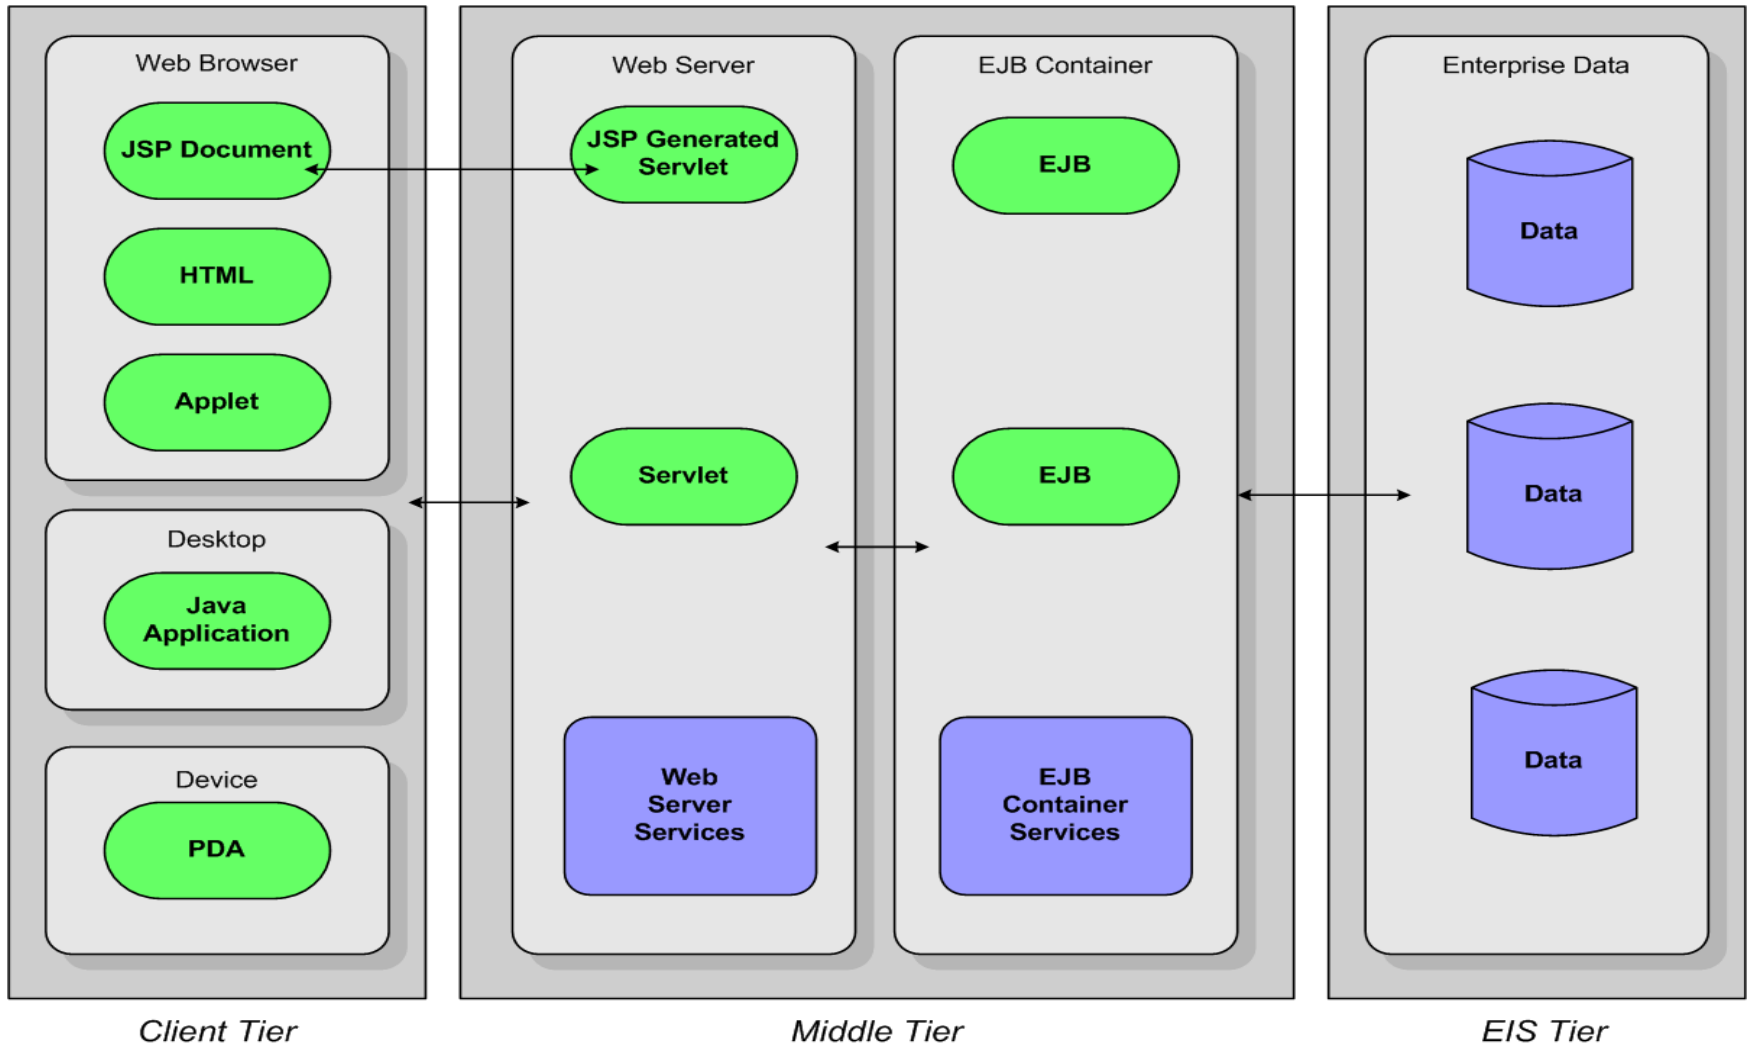 Web Browser
JSP Document
HTML
Applet
Desktop
Java
Application
Device
PDA
Client Tier
Web Server
JSP Generated
Servlet
Servlet
Web
Server
Services
EJB Container
EJB
EJB
EJB
Container
Services
Middle Tier
Enterprise Data
Data
Data
Data
EIS Tier